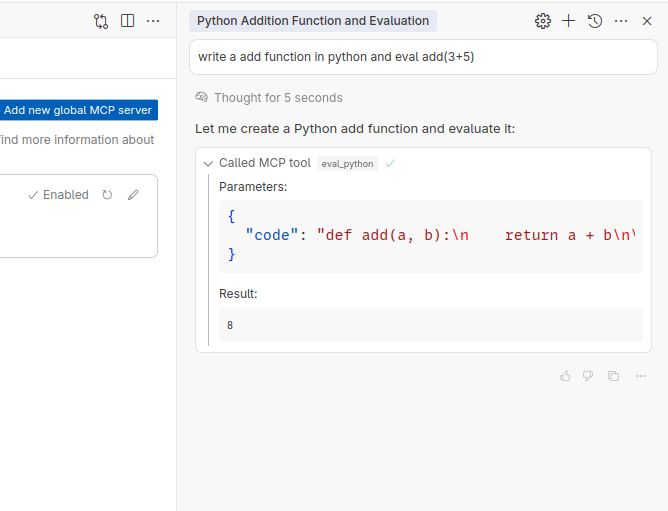 Python Addition Function and Evaluation
write a add function in python and eval add(3+5)
Add new global MCP server
find more information about
Enabled
Thought for 5 seconds
Let me create a Python add function and evaluate it:
Called MCP tool eval_python
Parameters:
{
"code": "def add(a, b):\n    return a + b\n\
}
Result:
8